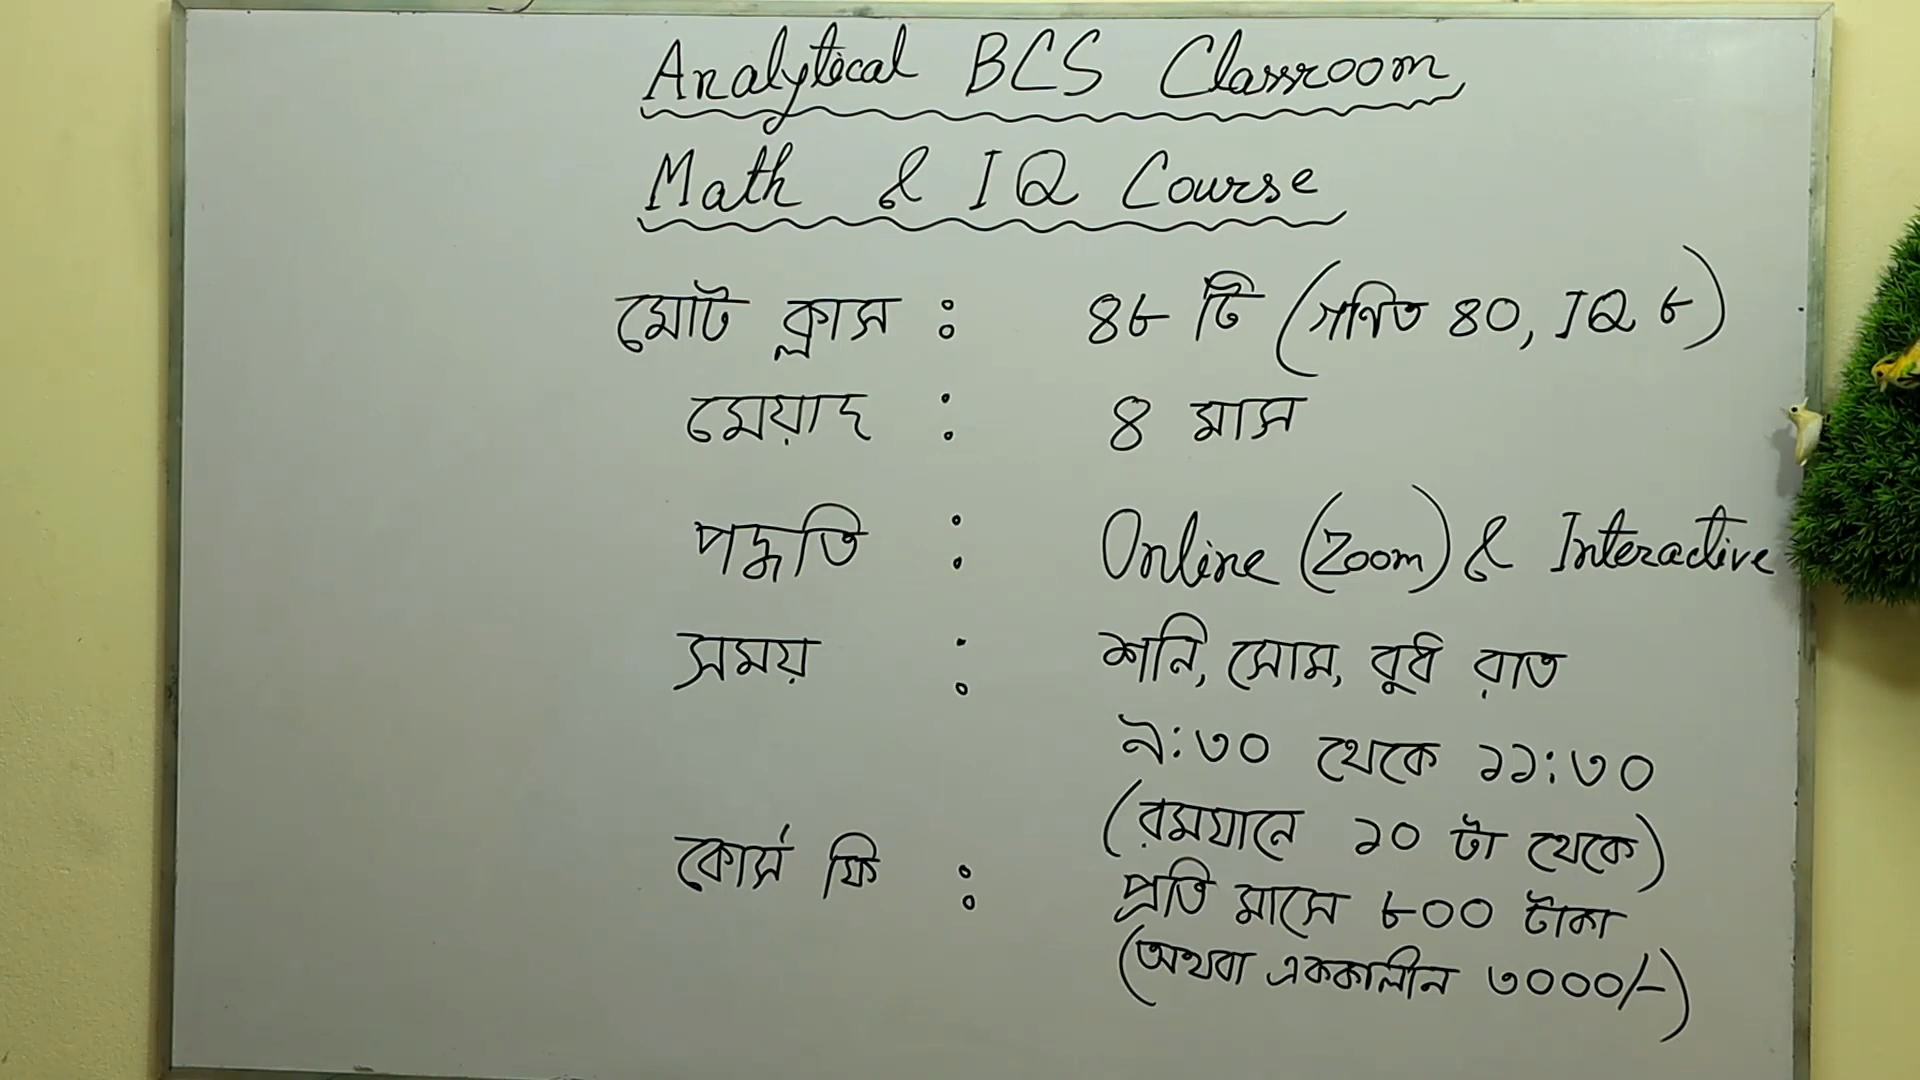 Analytical BCS Classroom
Math & IQ Course
মোট ক্লাস : ৪৮ টি (গণিত ৪০, IQ ৮)
মেয়াদ : ৪ মাস
পদ্ধতি : Online (Zoom) & Interactive
সময় : শনি, সোম, বুধ রাত
৯:৩০ থেকে ১১:৩০
(রমযানে ১০ টা থেকে)
কোর্স ফি : প্রতি মাসে ৮০০ টাকা
(অথবা এককালীন ৩০০০/-)